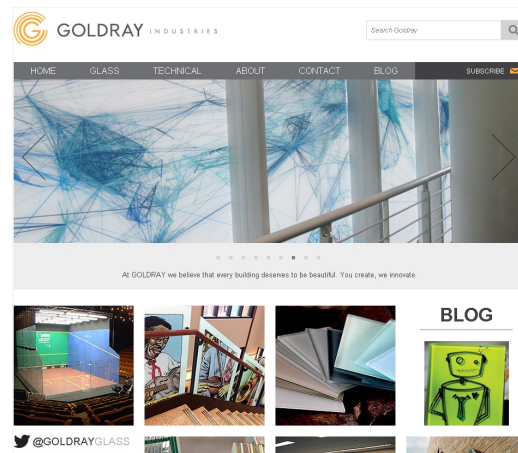 GOLDRAY INDUSTRIES
Search Goldray
HOME GLASS TECHNICAL ABOUT CONTACT BLOG SUBSCRIBE
At GOLDRAY we believe that every building deserves to be beautiful. You create, we innovate.
BLOG
@GOLDRAYGLASS